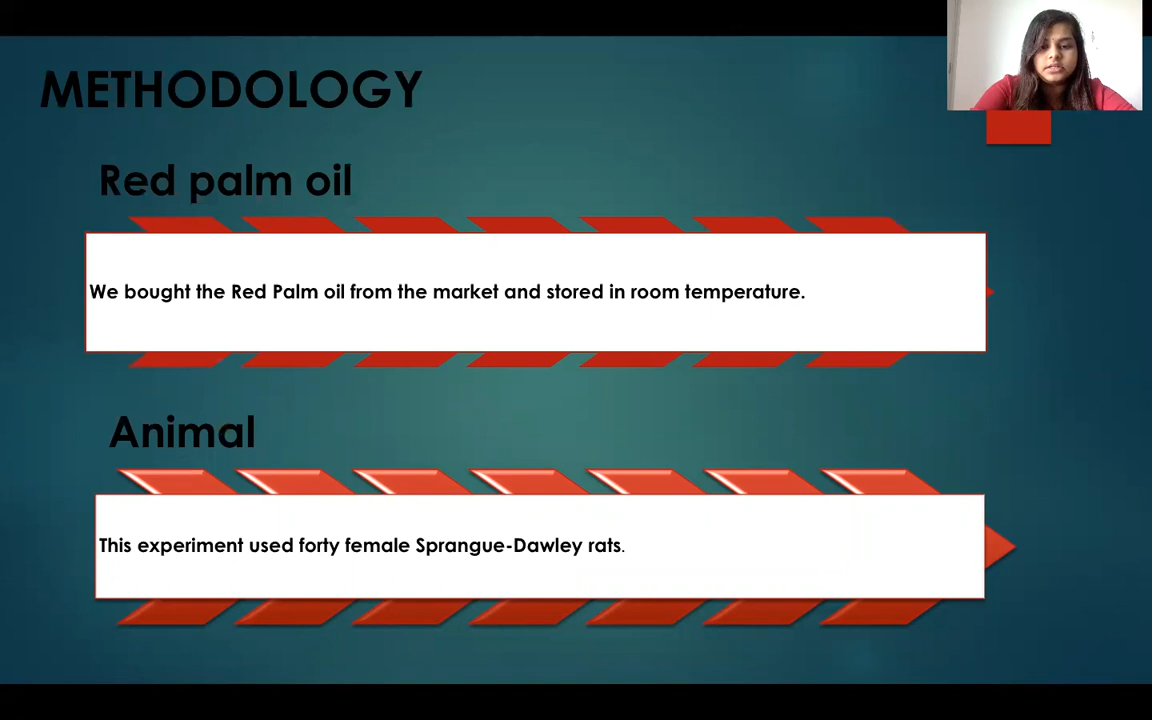 METHODOLOGY
Red palm oil
We bought the Red Palm oil from the market and stored in room temperature.
Animal
This experiment used forty female Sprangue-Dawley rats.